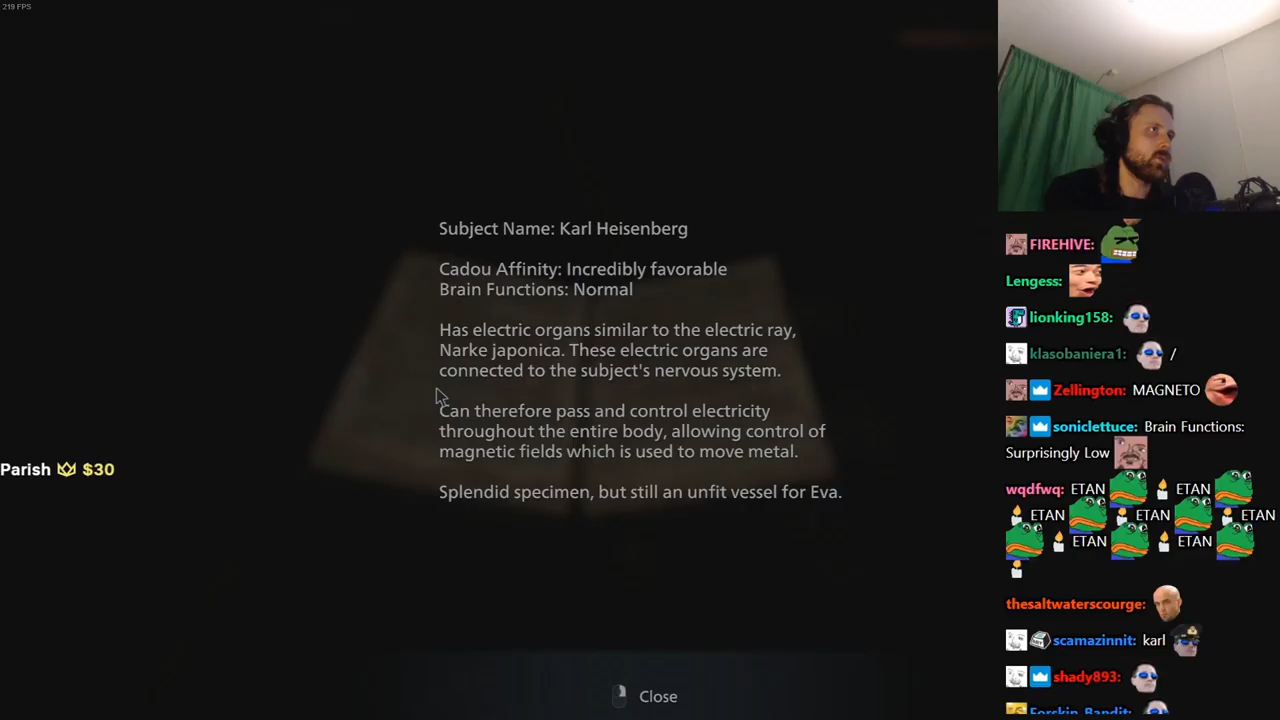 219 FPS
Subject Name: Karl Heisenberg
Cadou Affinity: Incredibly favorable
Brain Functions: Normal
Has electric organs similar to the electric ray,
Narke japonica. These electric organs are
connected to the subject's nervous system.
Can therefore pass and control electricity
throughout the entire body, allowing control of
magnetic fields which is used to move metal.
Splendid specimen, but still an unfit vessel for Eva.
Close
Parish $30
FIREHlVE:
Lengess:
lionking158:
klasobaniera1: /
Zellington: MAGNETO
soniclettuce: Brain Functions:
Surprisingly Low
wqdfwq: ETAN ETAN
ETAN ETAN ETAN
ETAN ETAN
thesaltwaterscourge:
scamazinnit: karl
shady893:
Forskin_Bandit: